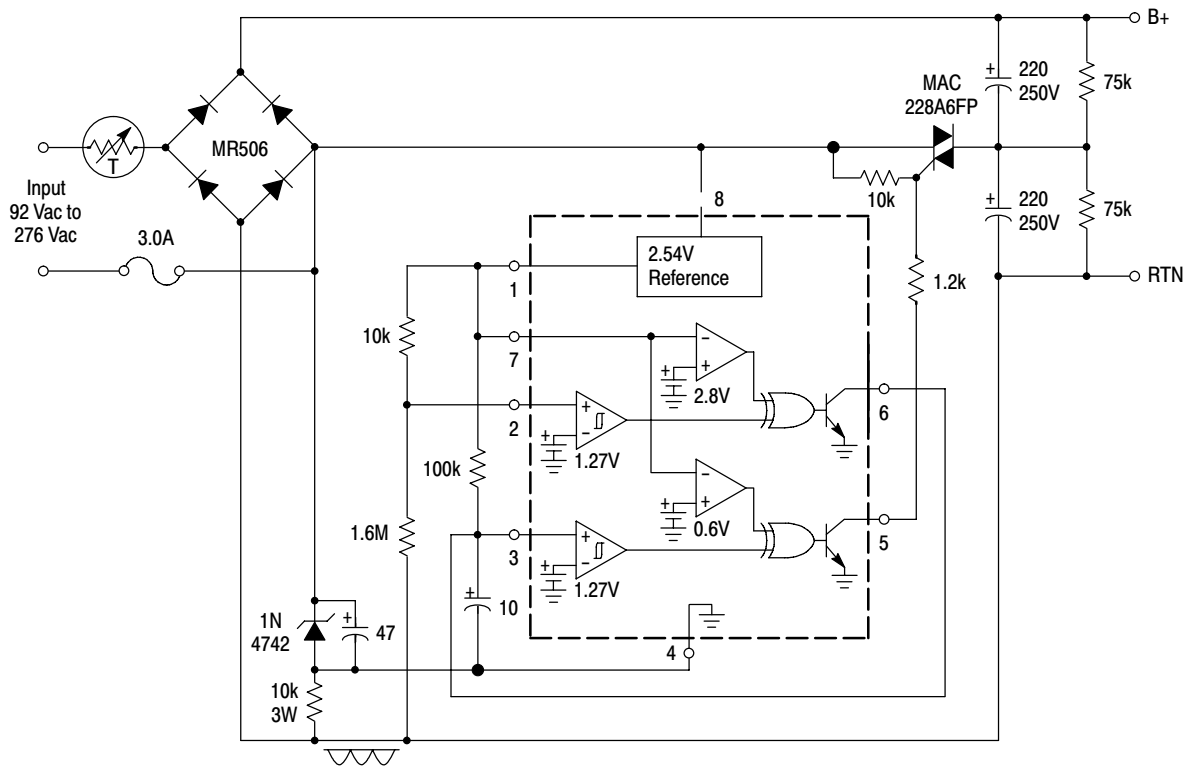 B+
220
250V
75k
MAC
228A6FP
MR506
T
Input
92 Vac to
276 Vac
3.0A
10k
8
220
250V
75k
2.54V
Reference
1
1.2k
RTN
10k
7
-
+
+
2.8V
6
2
+
-
+
1.27V
100k
-
+
+
0.6V
1.6M
3
+
-
+
1.27V
5
+
10
1N
4742
+
47
4
10k
3W
+
+